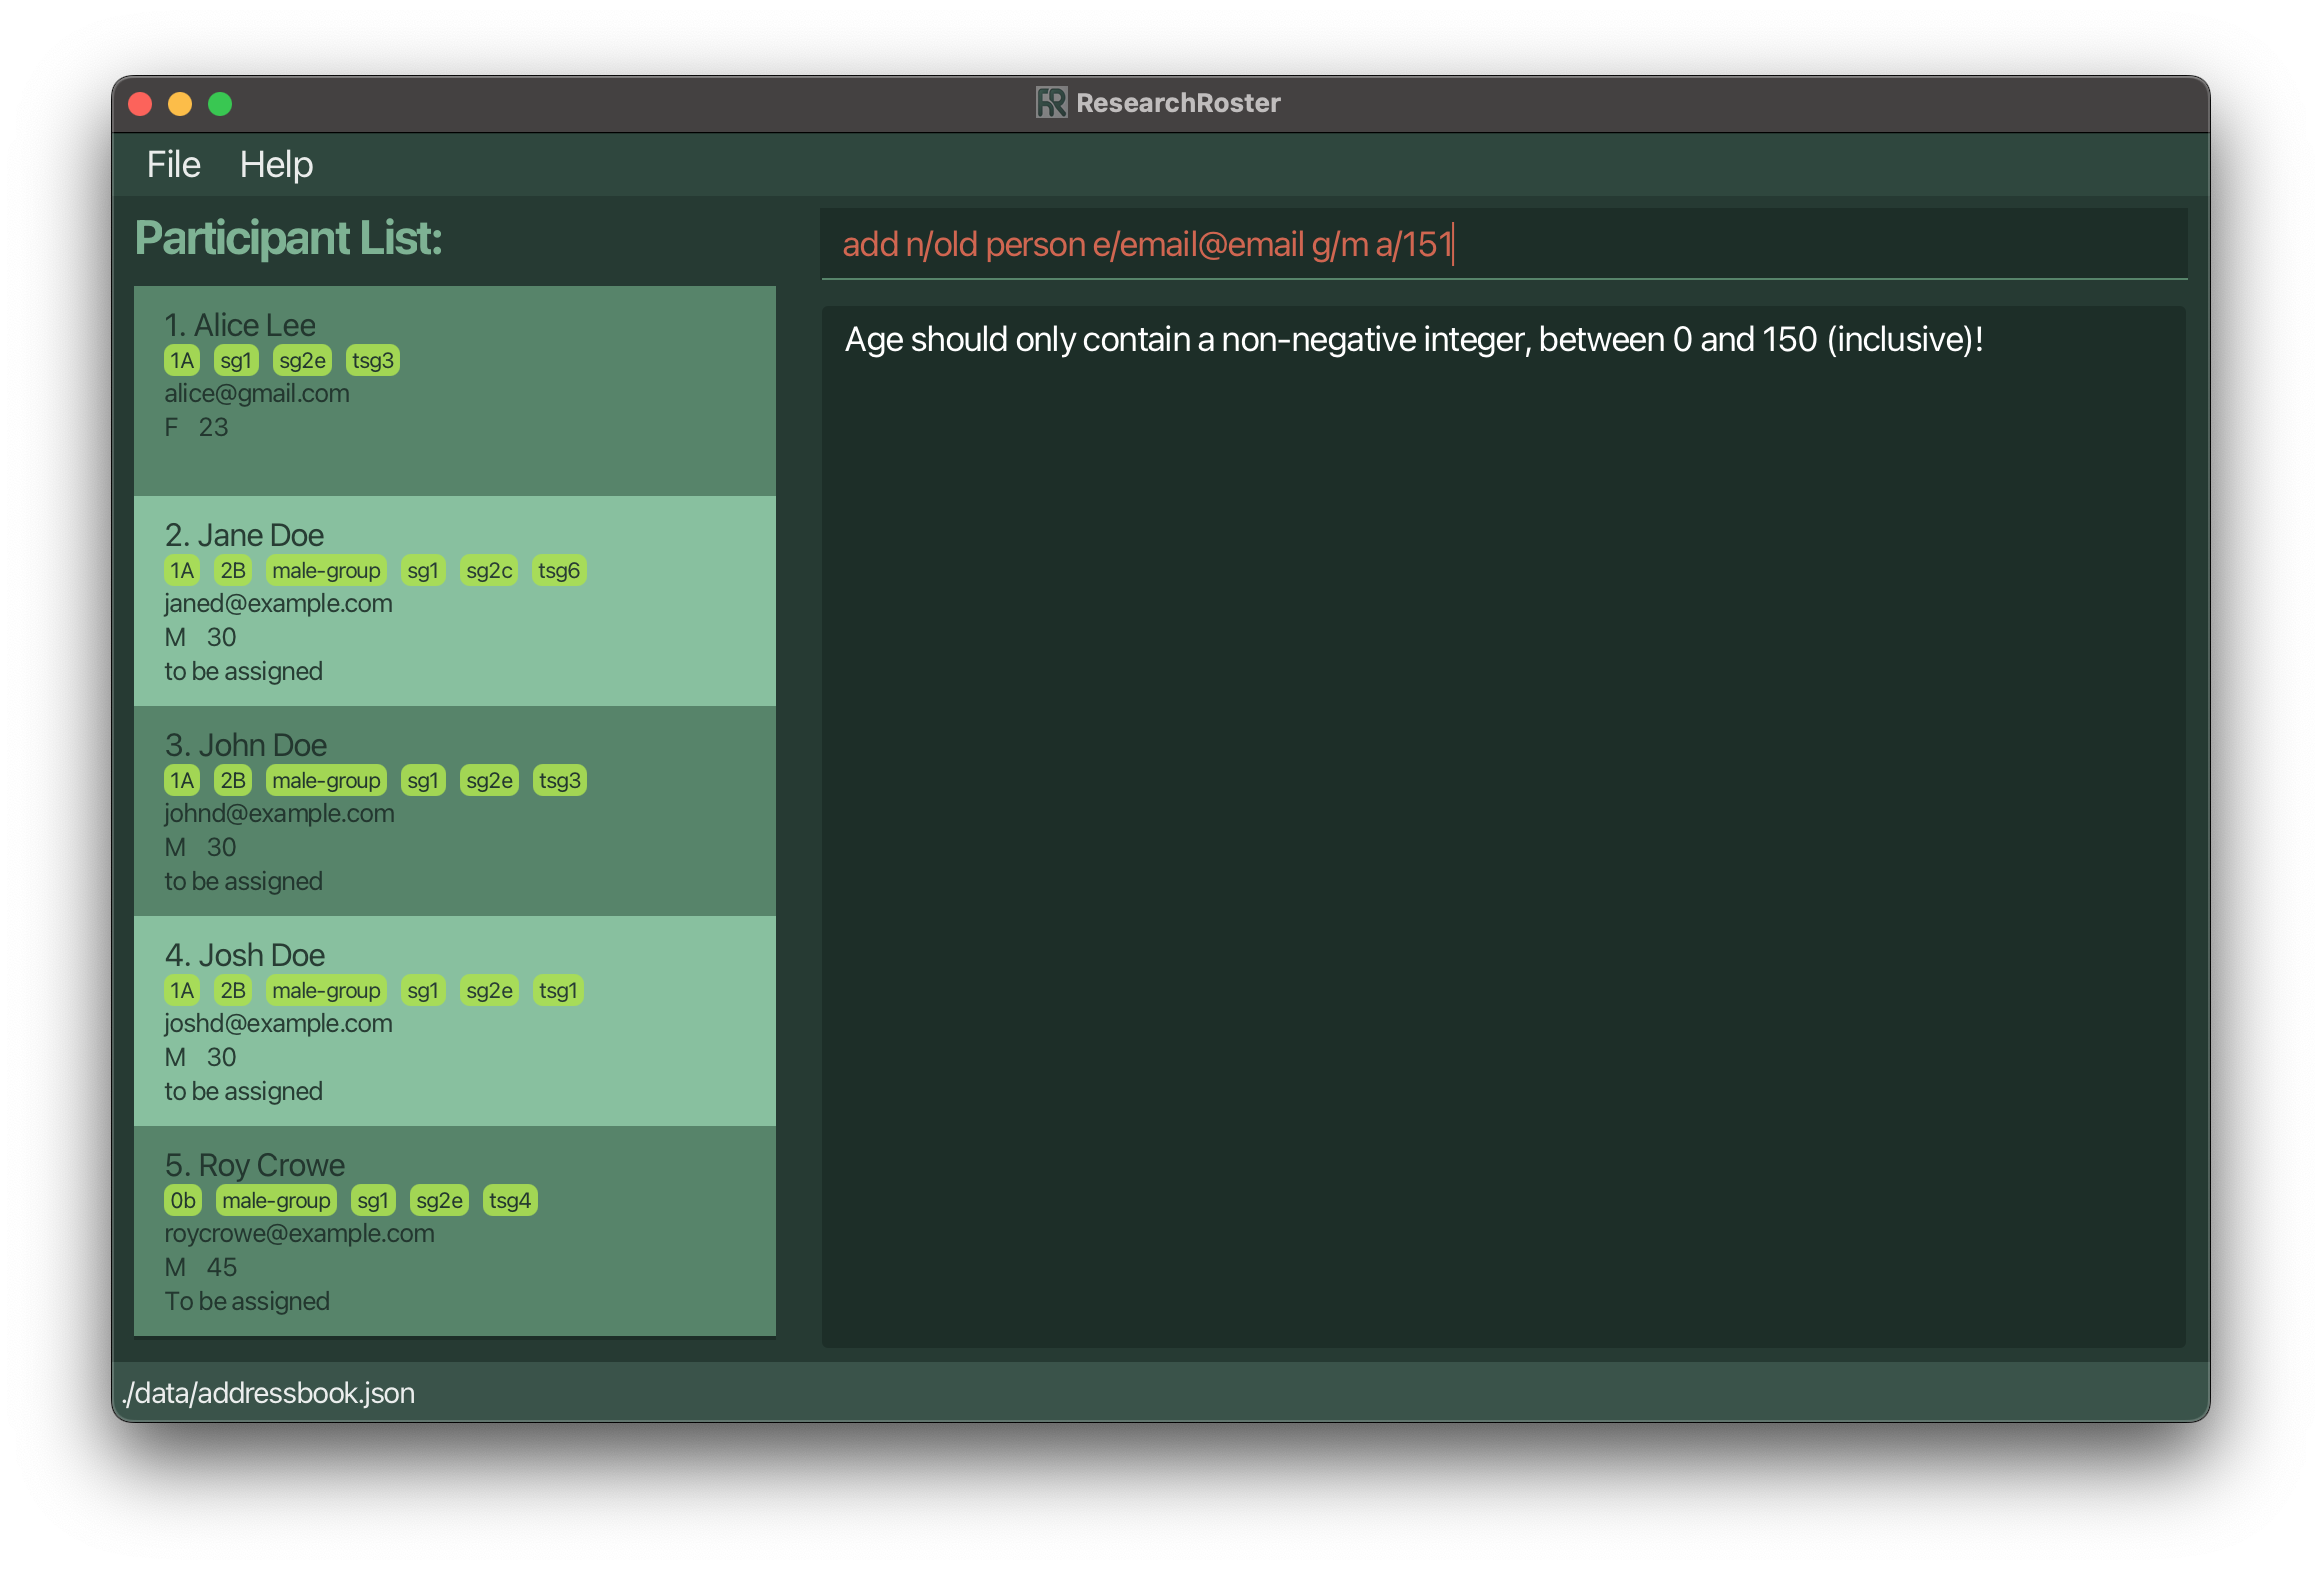 ResearchRoster
File Help
Participant List:
1. Alice Lee
1A sg1 sg2e tsg3
alice@gmail.com
F 23
2. Jane Doe
1A 2B male-group sg1 sg2c tsg6
janed@example.com
M 30
to be assigned
3. John Doe
1A 2B male-group sg1 sg2e tsg3
johnd@example.com
M 30
to be assigned
4. Josh Doe
1A 2B male-group sg1 sg2e tsg1
joshd@example.com
M 30
to be assigned
5. Roy Crowe
0b male-group sg1 sg2e tsg4
roycrowe@example.com
M 45
To be assigned
add n/old person e/email@email g/m a/151
Age should only contain a non-negative integer, between 0 and 150 (inclusive)!
./data/addressbook.json